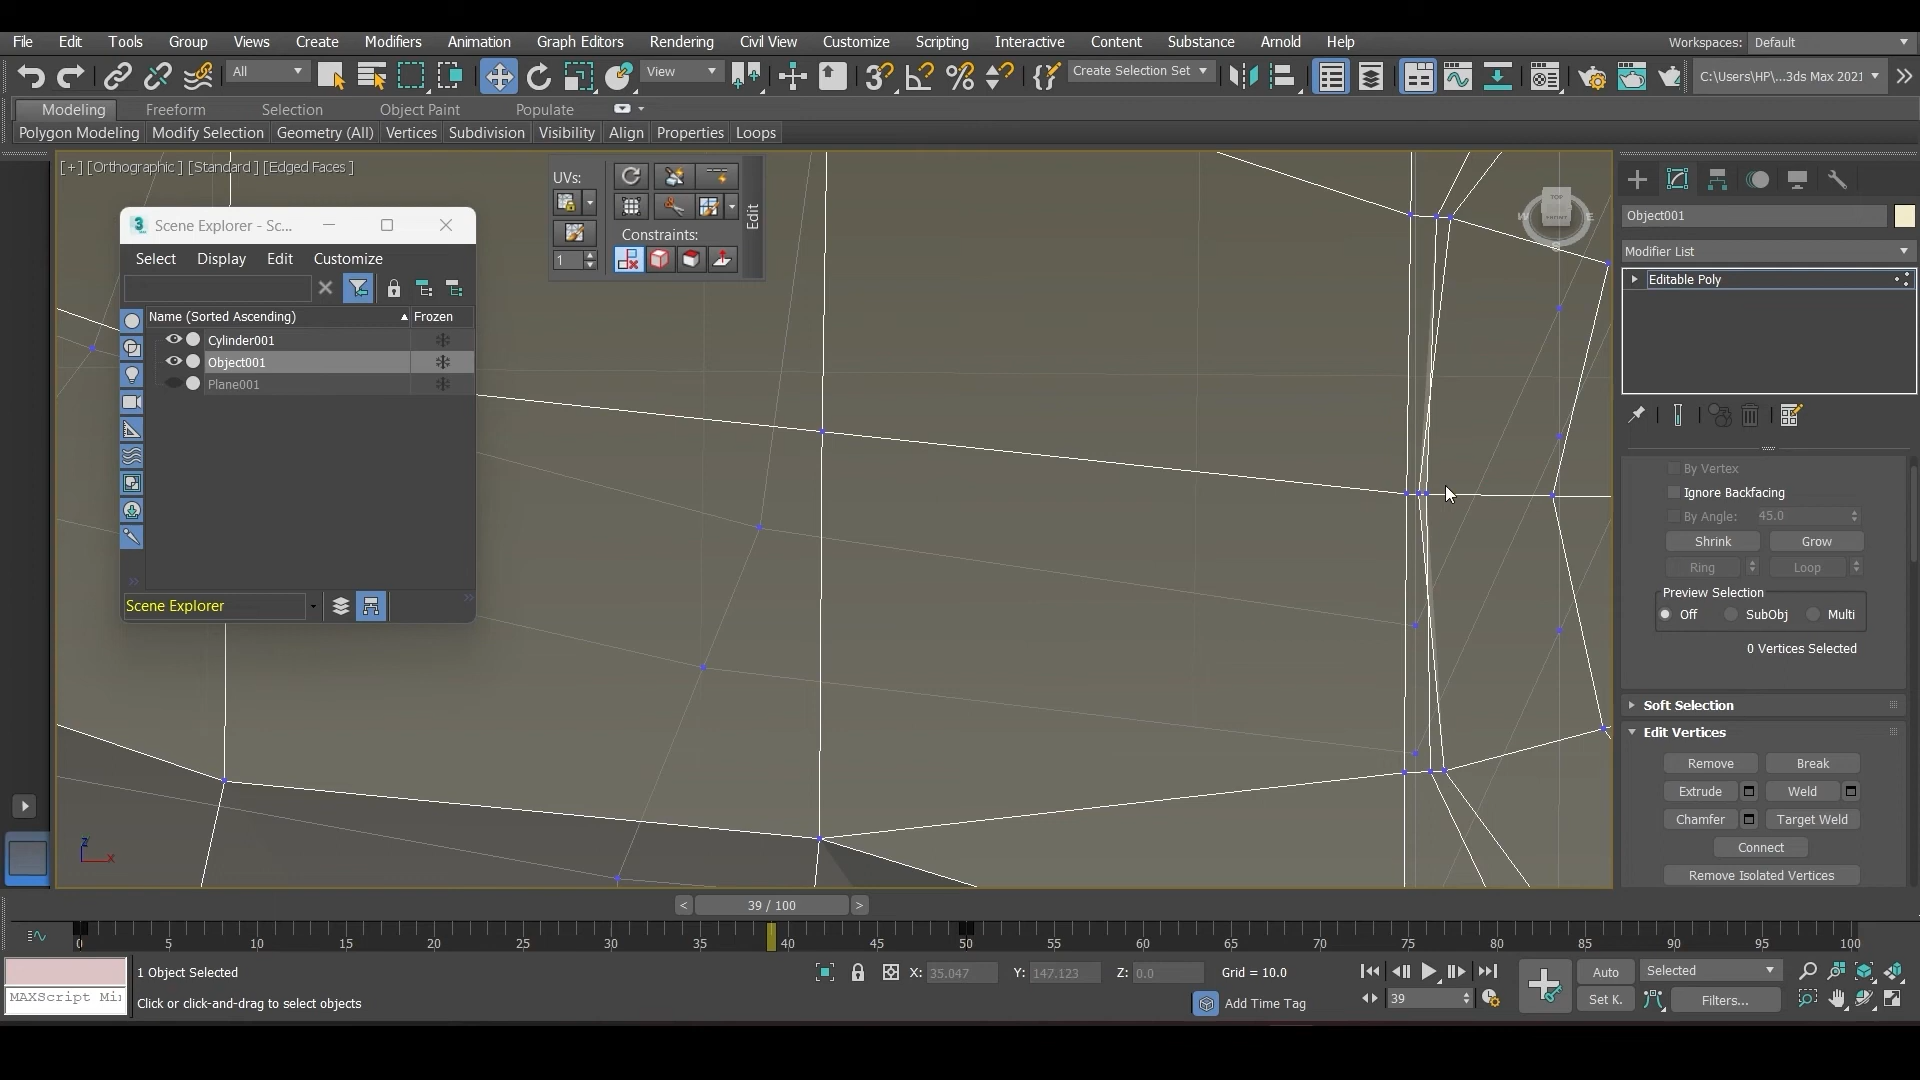 File Edit Tools Group Views Create Modifiers Animation Graph Editors Rendering Civil View Customize Scripting Interactive Content Substance Arnold Help Workspaces: Default
All View Create Selection Set C:\Users\HP\...3ds Max 2021
Modeling Freeform Selection Object Paint Populate
Polygon Modeling Modify Selection Geometry (All) Vertices Subdivision Visibility Align Properties Loops
[+] [Orthographic ] [Standard ] [Edged Faces ]
UVs:
Edit
Constraints:
1
TOP
FRONT
W E
S
Scene Explorer - Sc...
Select Display Edit Customize
Name (Sorted Ascending) Frozen
Cylinder001
Object001
Plane001
Scene Explorer
z
x
Object001
Modifier List
Editable Poly
By Vertex
Ignore Backfacing
By Angle: 45.0
Shrink Grow
Ring Loop
Preview Selection
Off SubObj Multi
0 Vertices Selected
Soft Selection
Edit Vertices
Remove Break
Extrude Weld
Chamfer Target Weld
Connect
Remove Isolated Vertices
< 39 / 100 >
0 5 10 15 20 25 30 35 40 45 50 55 60 65 70 75 80 85 90 95 100
MAXScript Mi
1 Object Selected
Click or click-and-drag to select objects
X: 35.047 Y: 147.123 Z: 0.0 Grid = 10.0
Add Time Tag
39
Auto Selected
Set K. Filters...